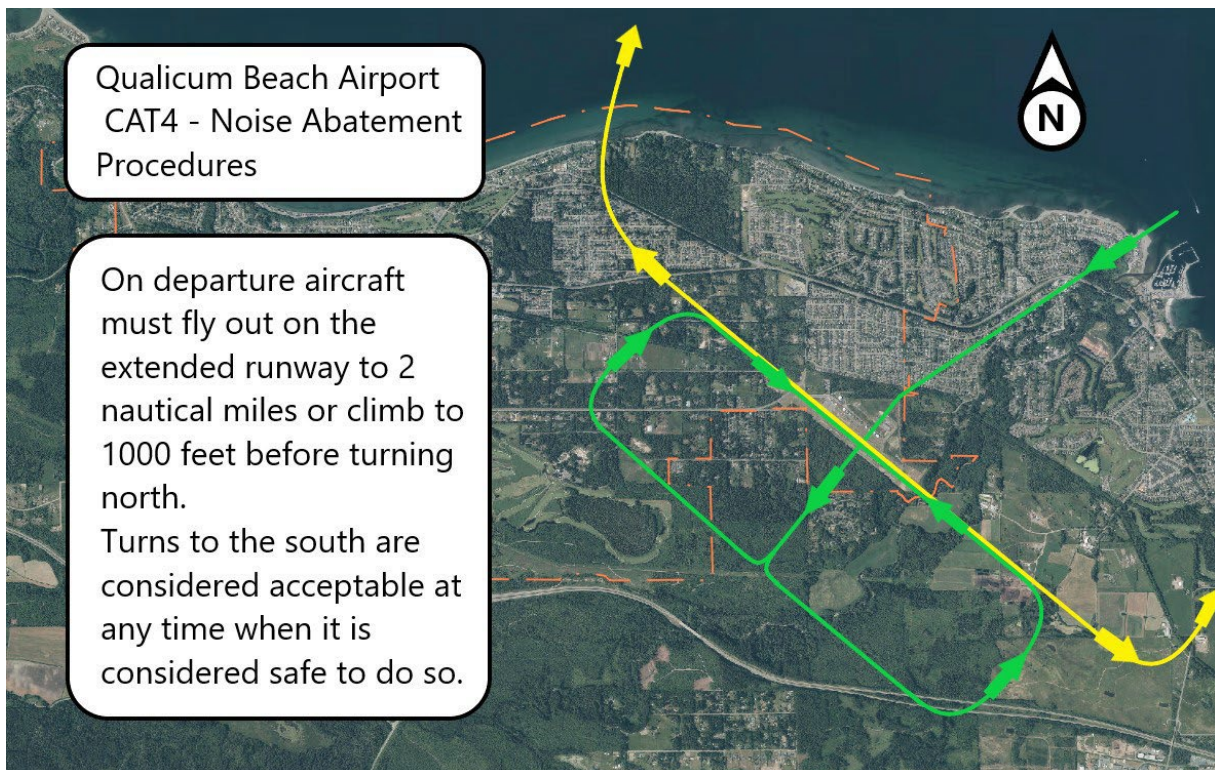 Qualicum Beach Airport
CAT4 - Noise Abatement
Procedures
N
On departure aircraft
must fly out on the
extended runway to 2
nautical miles or climb to
1000 feet before turning
north.
Turns to the south are
considered acceptable at
any time when it is
considered safe to do so.